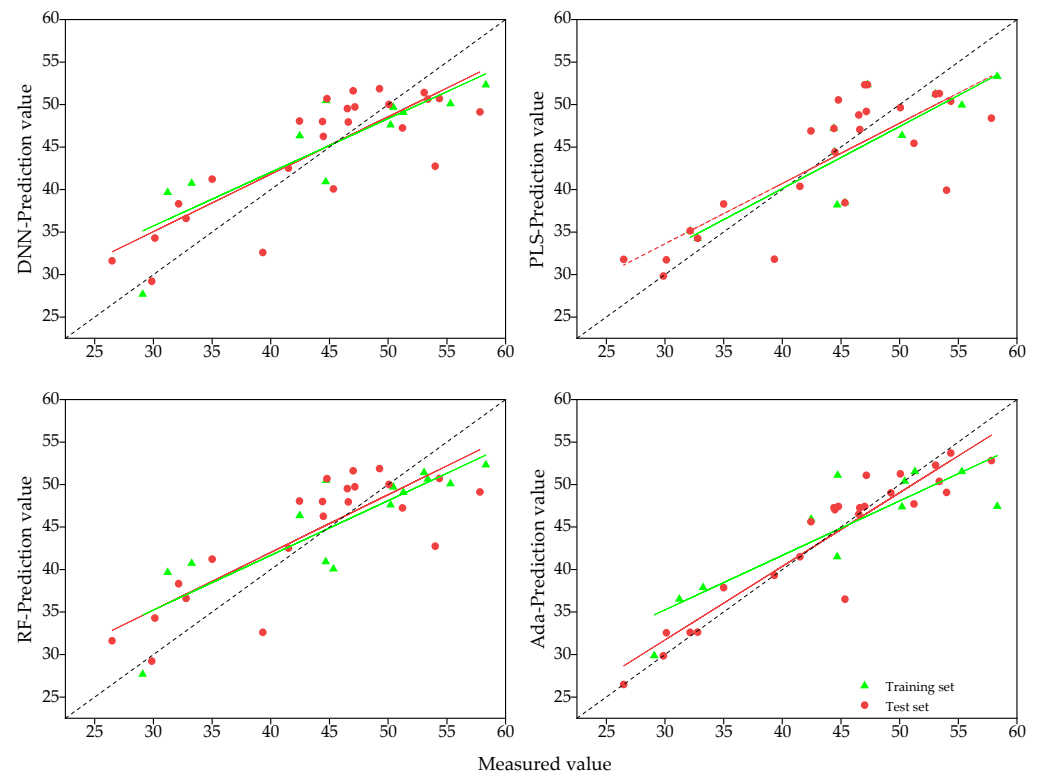 60
55
50
45
40
35
30
25
DNN-Prediction value
25 30 35 40 45 50 55 60
60
55
50
45
40
35
30
25
PLS-Prediction value
25 30 35 40 45 50 55 60
60
55
50
45
40
35
30
25
RF-Prediction value
25 30 35 40 45 50 55 60
60
55
50
45
40
35
30
25
Ada-Prediction value
Training set
Test set
25 30 35 40 45 50 55 60
Measured value